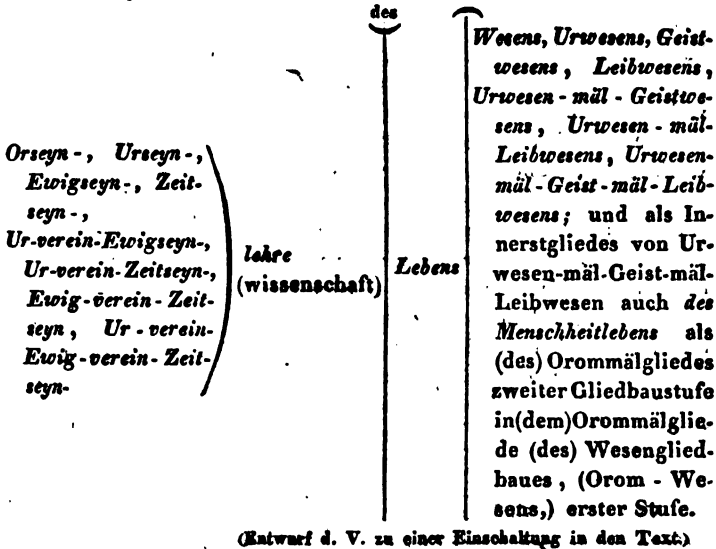 des
Orseyn-, Urseyn-,
Ewigseyn-, Zeit-
seyn-,
Ur-verein-Ewigseyn-,
Ur-verein-Zeitseyn-,
Ewig-verein-Zeit-
seyn, Ur-verein-
Ewig-verein-Zeit-
seyn-
lehre
(wissenschaft)
Lebens
Wesens, Urwesens, Geist-
wesens, Leibwesens,
Urwesen-mäl-Geistwe-
sens, Urwesen-mäl-
Leibwesens, Urwesen-
mäl-Geist-mäl-Leib-
wesens; und als In-
nerstgliedes von Ur-
wesen-mäl-Geist-mäl-
Leibwesen auch des
Menschheitlebens als
(des) Orommälgliedes
zweiter Gliedbaustufe
in(dem)Orommälglie-
de (des) Wesenglied-
baues, (Orom-We-
sens,) erster Stufe.
(Entwurf d. V. zu einer Einschaltung in den Text.)